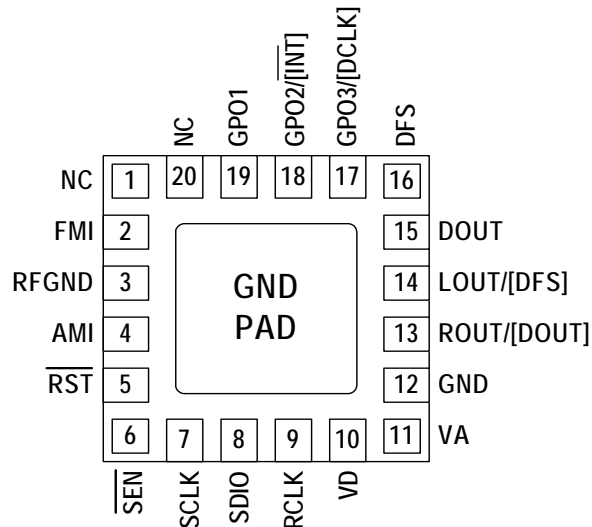 NC
GPO1
GPO2/[INT]
GPO3/[DCLK]
DFS
NC
1
20
19
18
17
16
FMI
2
15
DOUT
RFGND
3
GND
PAD
14
LOUT/[DFS]
AMI
4
13
ROUT/[DOUT]
RST
5
12
GND
6
7
8
9
10
11
VA
SEN
SCLK
SDIO
RCLK
VD